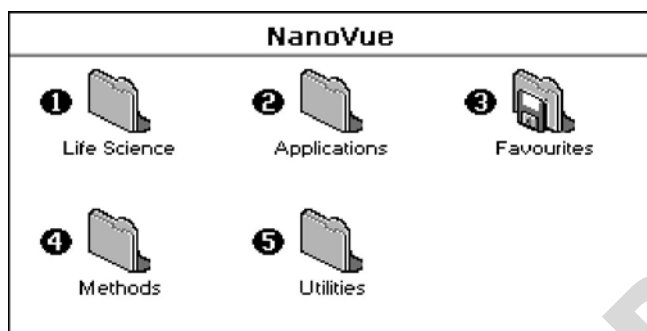 NanoVue
1 Life Science
2 Applications
3 Favourites
4 Methods
5 Utilities